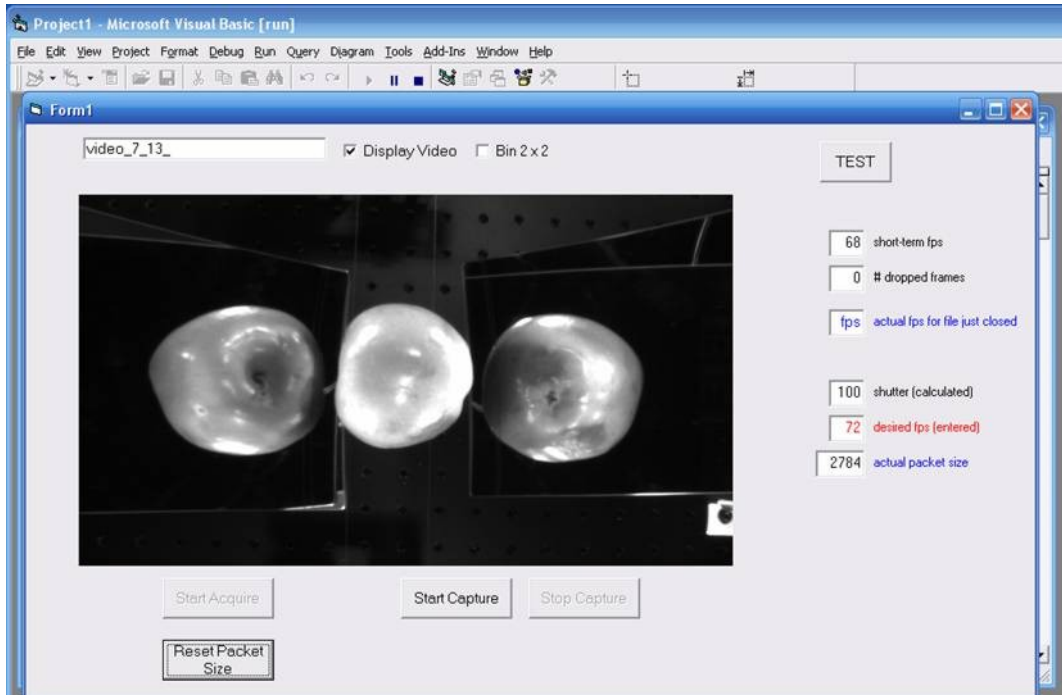 Project1 - Microsoft Visual Basic [run]
File Edit View Project Format Debug Run Query Diagram Tools Add-Ins Window Help
Form1
video_7_13_
Display Video
Bin 2 x 2
TEST
68 short-term fps
0 # dropped frames
fps actual fps for file just closed
100 shutter (calculated)
72 desired fps (entered)
2784 actual packet size
Start Acquire
Start Capture
Stop Capture
Reset Packet
Size